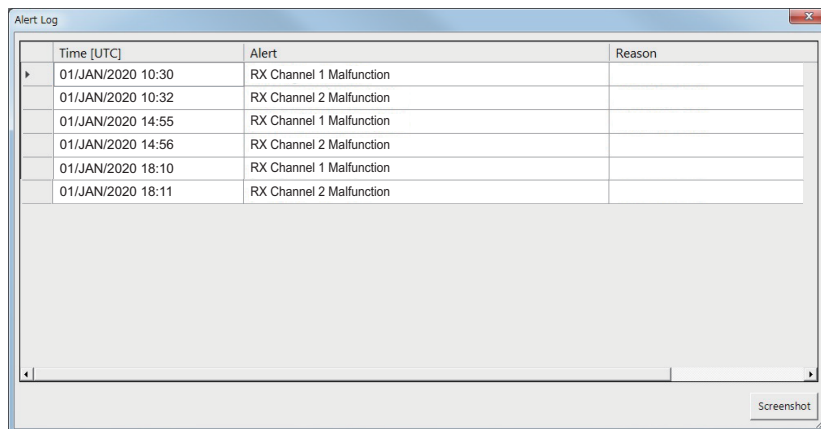 Alert Log
Time [UTC] Alert Reason
01/JAN/2020 10:30 RX Channel 1 Malfunction
01/JAN/2020 10:32 RX Channel 2 Malfunction
01/JAN/2020 14:55 RX Channel 1 Malfunction
01/JAN/2020 14:56 RX Channel 2 Malfunction
01/JAN/2020 18:10 RX Channel 1 Malfunction
01/JAN/2020 18:11 RX Channel 2 Malfunction
Screenshot